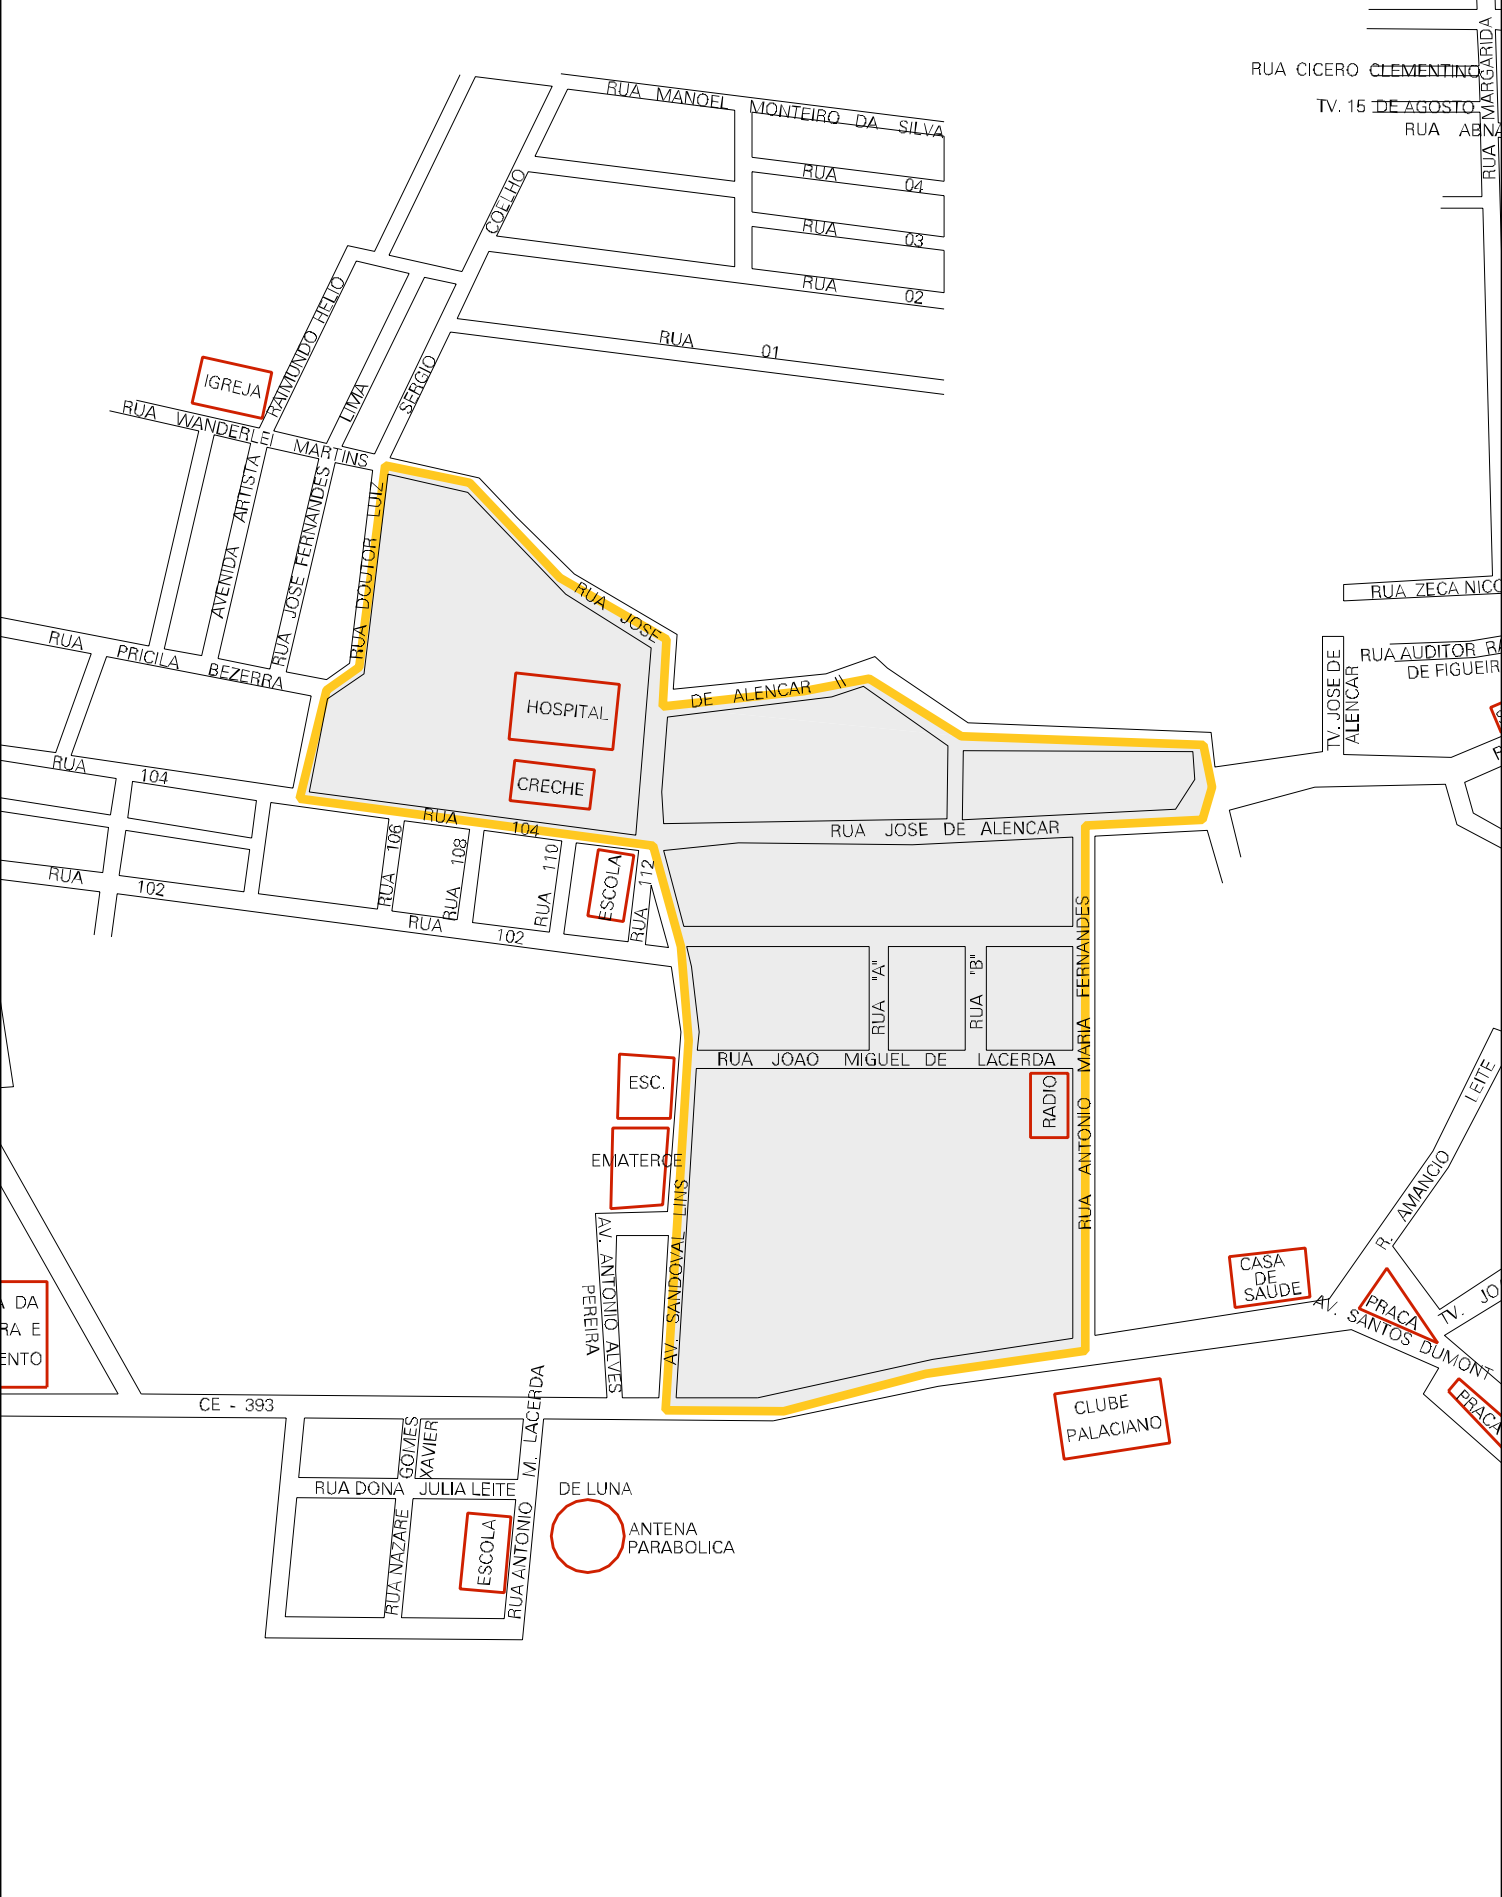 RUA CICERO CLEMENTINO
TV. 15 DE AGOSTO
RUA MARGARIDA
RUA ABNA
RUA MANOEL MONTEIRO DA SILVA
RUA 04
RUA 03
RUA 02
RUA 01
COELHO
RAIMUNDO HELIO
LIMA
SERGIO
IGREJA
RUA WANDERLEI MARTINS
AVENIDA ARTISTA
RUA JOSE FERNANDES
RUA DOUTOR LUIZ
RUA JOSE
DE ALENCAR II
RUA ZECA NICO
RUA AUDITOR RA
DE FIGUEIR
TV. JOSE DE
ALENCAR
RUA PRICILA BEZERRA
HOSPITAL
CRECHE
RUA 104
RUA 104
RUA JOSE DE ALENCAR
RUA 106
RUA 108
RUA 110
ESCOLA
RUA 112
RUA 102
RUA 102
RUA "A"
RUA "B"
RUA ANTONIO MARIA FERNANDES
RUA JOAO MIGUEL DE LACERDA
RADIO
ESC.
EMATERCE
AV. SANDOVAL LINS
AV. ANTONIO ALVES
PEREIRA
R. AMANCIO LEITE
CASA
DE
SAUDE
PRACA
AV. SANTOS DUMONT
TV. JO
PRACA
A DA
RA E
ENTO
CE - 393
CLUBE
PALACIANO
GOMES
XAVIER
M. LACERDA
RUA DONA JULIA LEITE DE LUNA
RUA NAZARE
ESCOLA
RUA ANTONIO
ANTENA
PARABOLICA